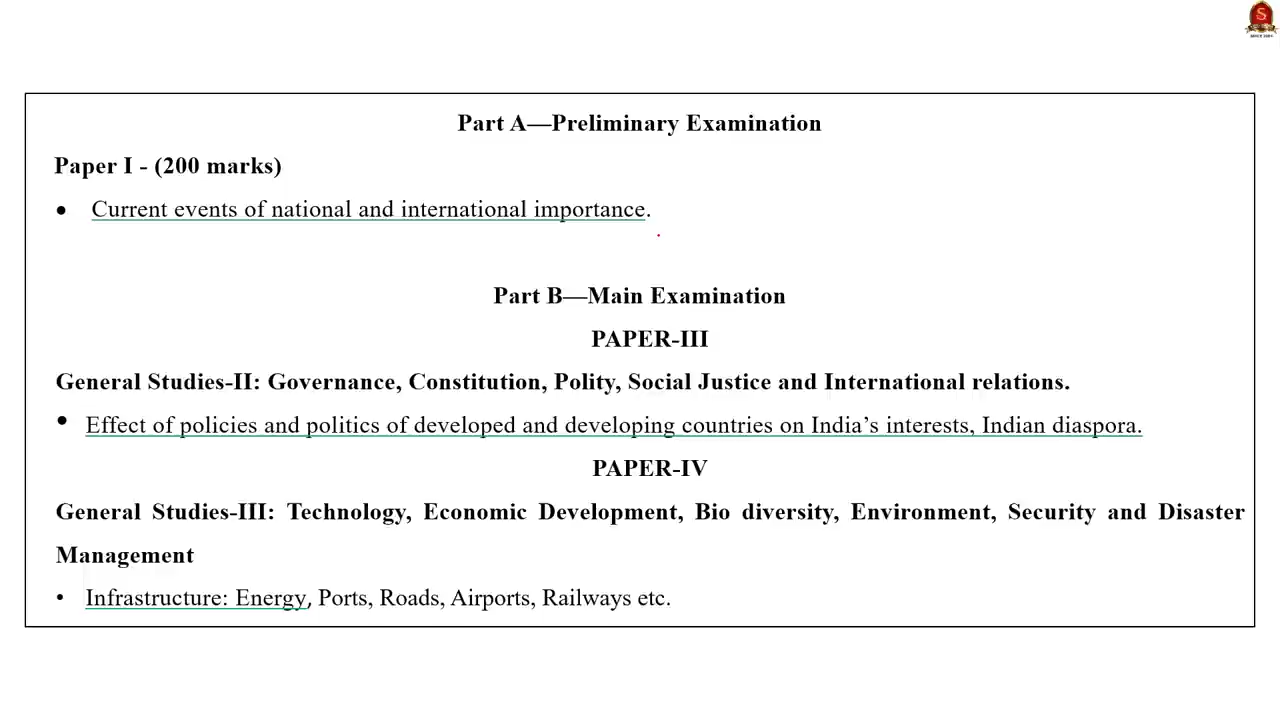 S
SINCE 2004
Part A—Preliminary Examination
Paper I - (200 marks)
• Current events of national and international importance.
Part B—Main Examination
PAPER-III
General Studies-II: Governance, Constitution, Polity, Social Justice and International relations.
• Effect of policies and politics of developed and developing countries on India’s interests, Indian diaspora.
PAPER-IV
General Studies-III: Technology, Economic Development, Bio diversity, Environment, Security and Disaster
Management
• Infrastructure: Energy, Ports, Roads, Airports, Railways etc.